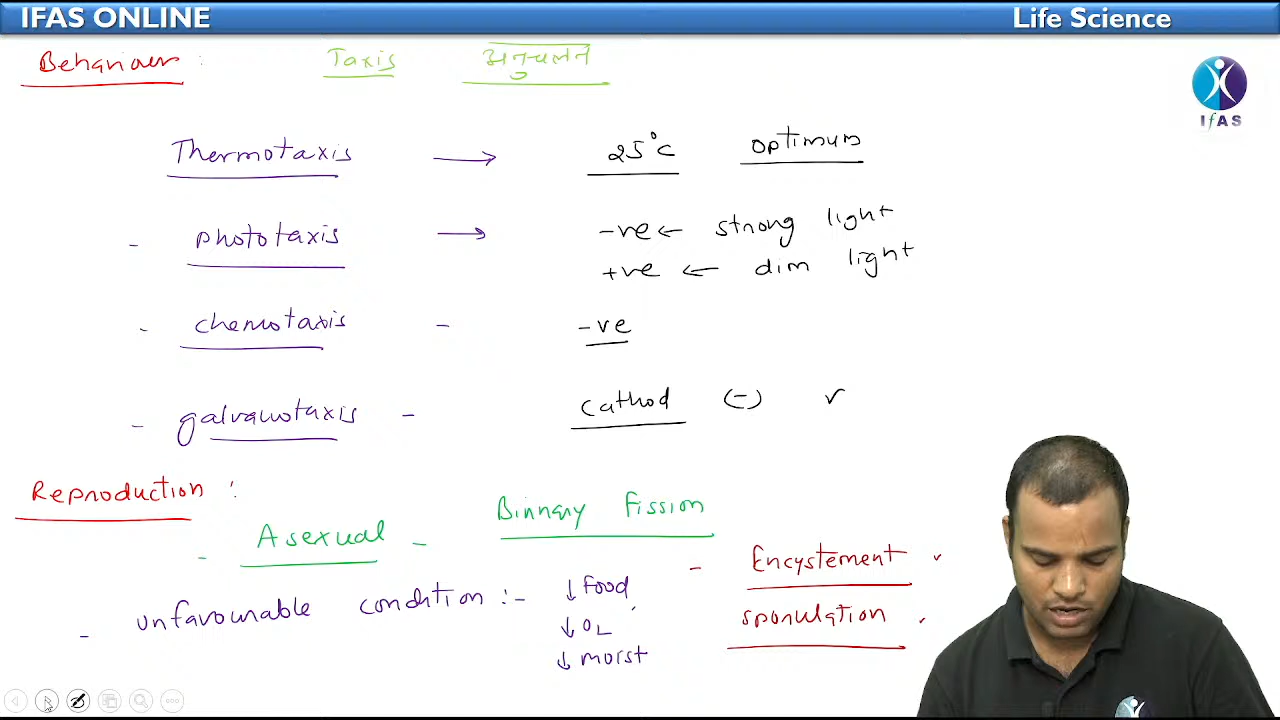 IFAS ONLINE Life Science
Behaviour : Taxis अनुचलन
IFAS
Thermotaxis → 25°C optimum
- phototaxis → -ve ← strong light
+ve ← dim light
- chemotaxis - -ve
- galvanotaxis - cathod (-) ✓
Reproduction :
- Asexual - Binnary Fission
- unfavourable condition :- ↓ food
↓ O2
↓ moist
- Encystement
sporulation